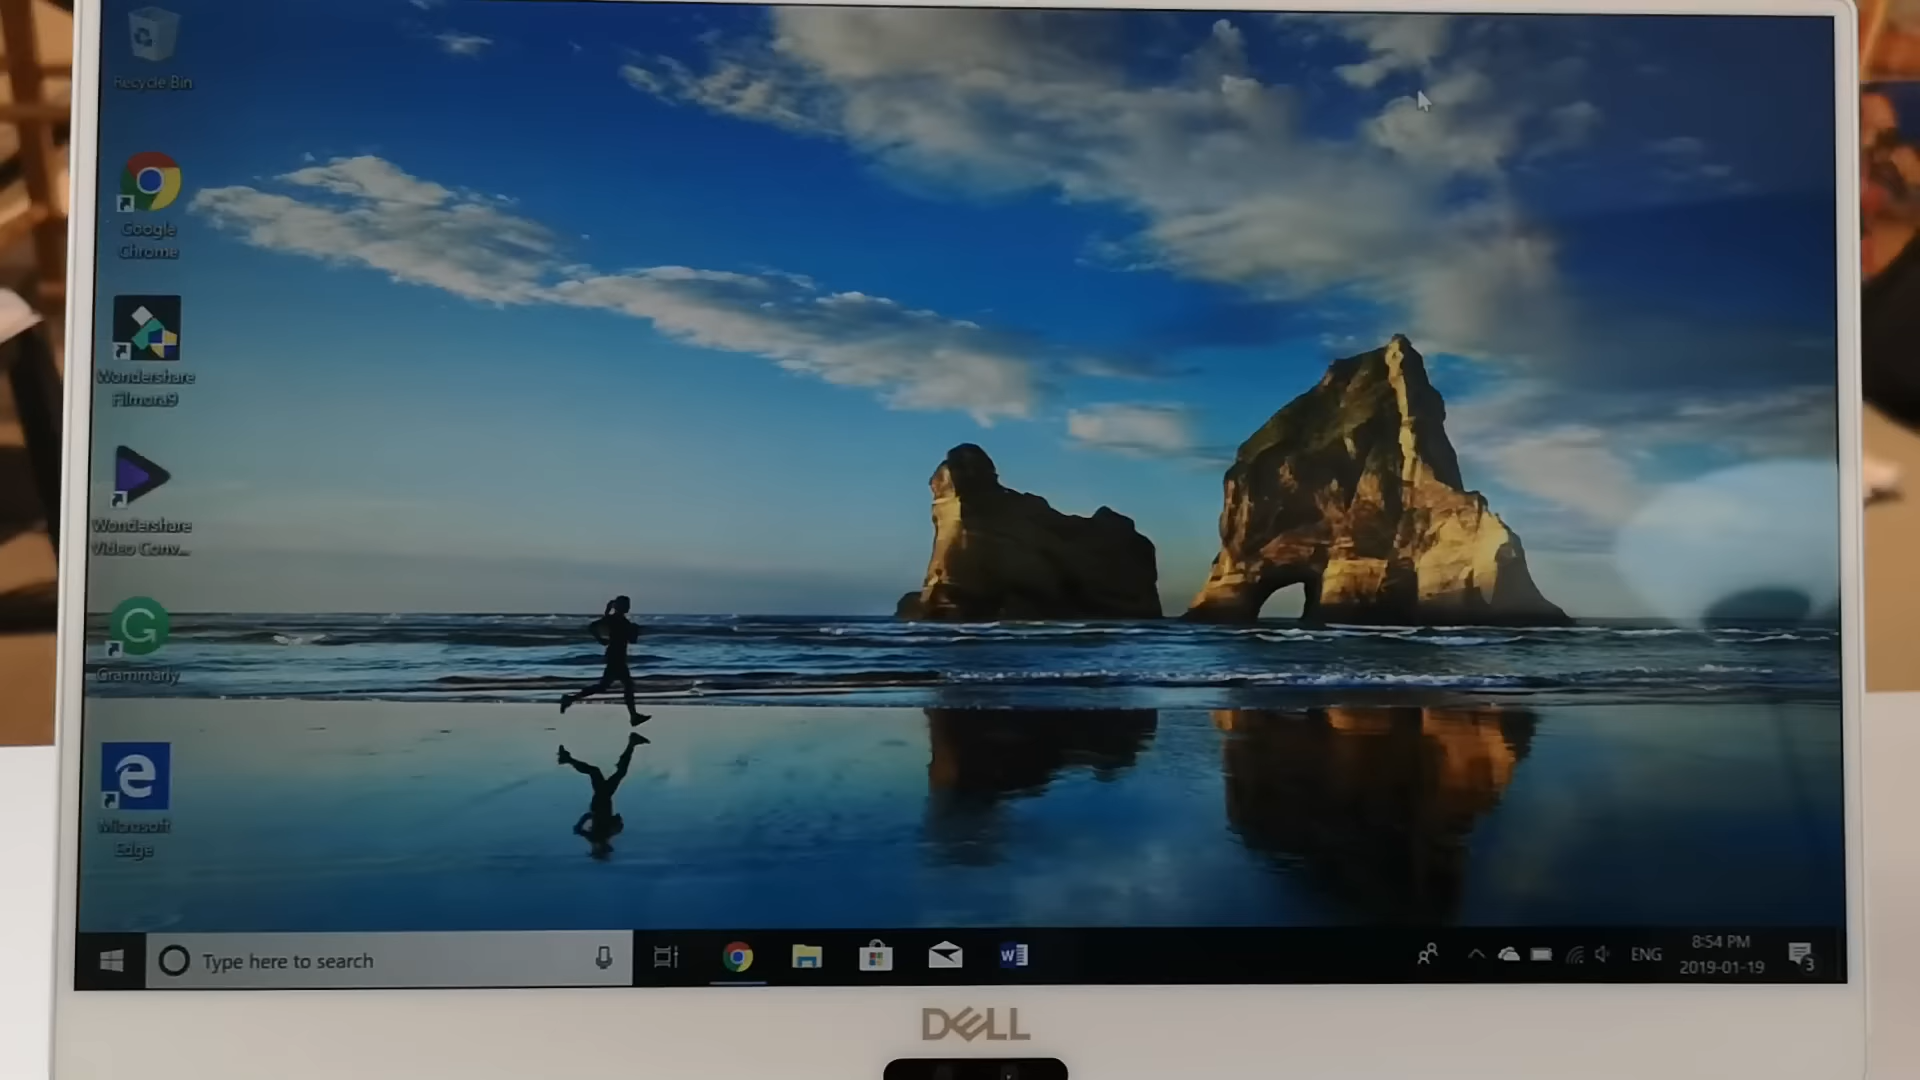 Recycle Bin
Google
Chrome
Wondershare
Filmora9
Wondershare
Video Conv...
G
Grammarly
Microsoft
Edge
Type here to search
W
ENG
8:54 PM
2019-01-19
3
DELL